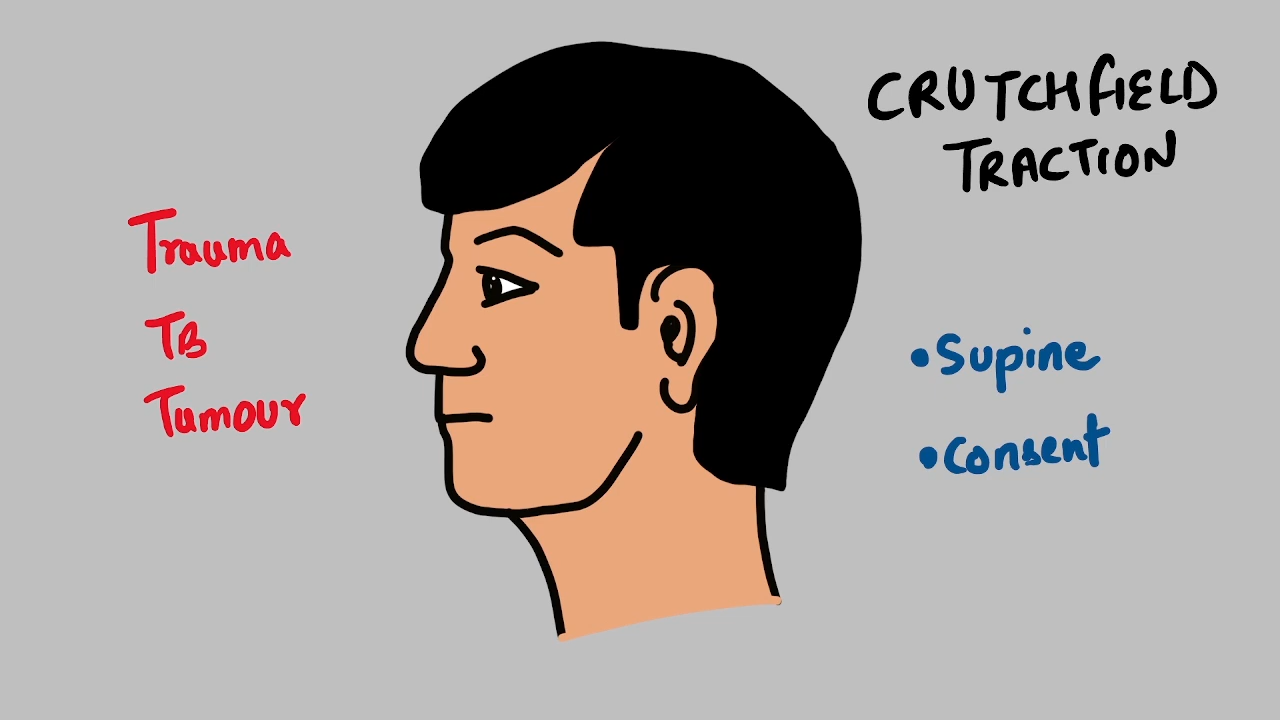 CRUTCHFIELD
TRACTION
Trauma
TB
Tumour
• Supine
• Consent